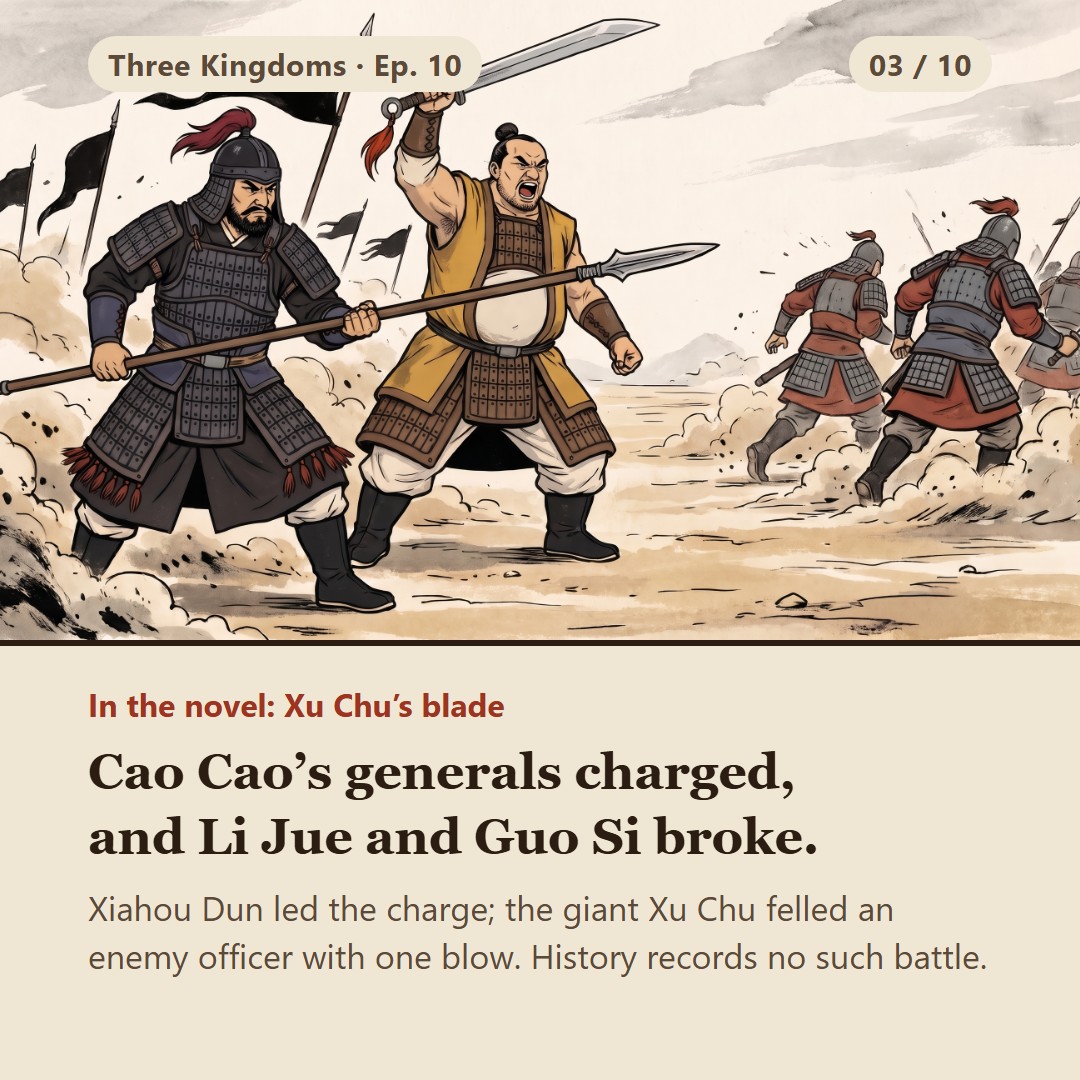 Three Kingdoms · Ep. 10
03 / 10
In the novel: Xu Chu’s blade
Cao Cao’s generals charged,
and Li Jue and Guo Si broke.
Xiahou Dun led the charge; the giant Xu Chu felled an
enemy officer with one blow. History records no such battle.